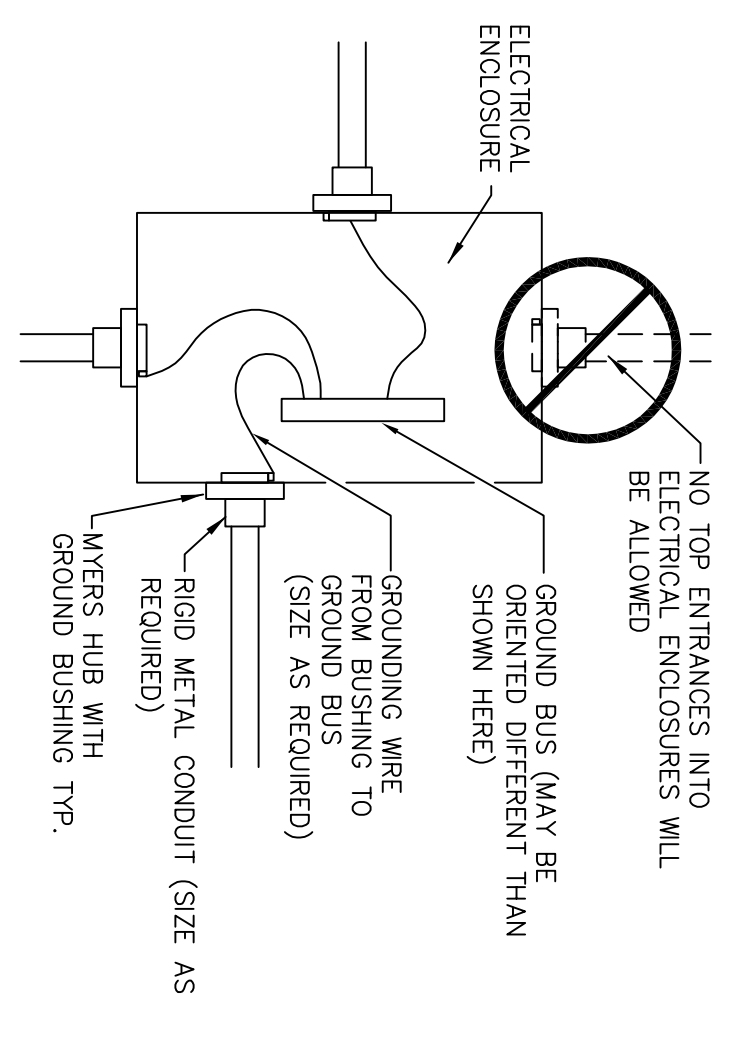 ELECTRICAL
ENCLOSURE
NO TOP ENTRANCES INTO
ELECTRICAL ENCLOSURES WILL
BE ALLOWED
GROUND BUS (MAY BE
ORIENTED DIFFERENT THAN
SHOWN HERE)
GROUNDING WIRE
FROM BUSHING TO
GROUND BUS
(SIZE AS REQUIRED)
RIGID METAL CONDUIT (SIZE AS
REQUIRED)
MYERS HUB WITH
GROUND BUSHING TYP.